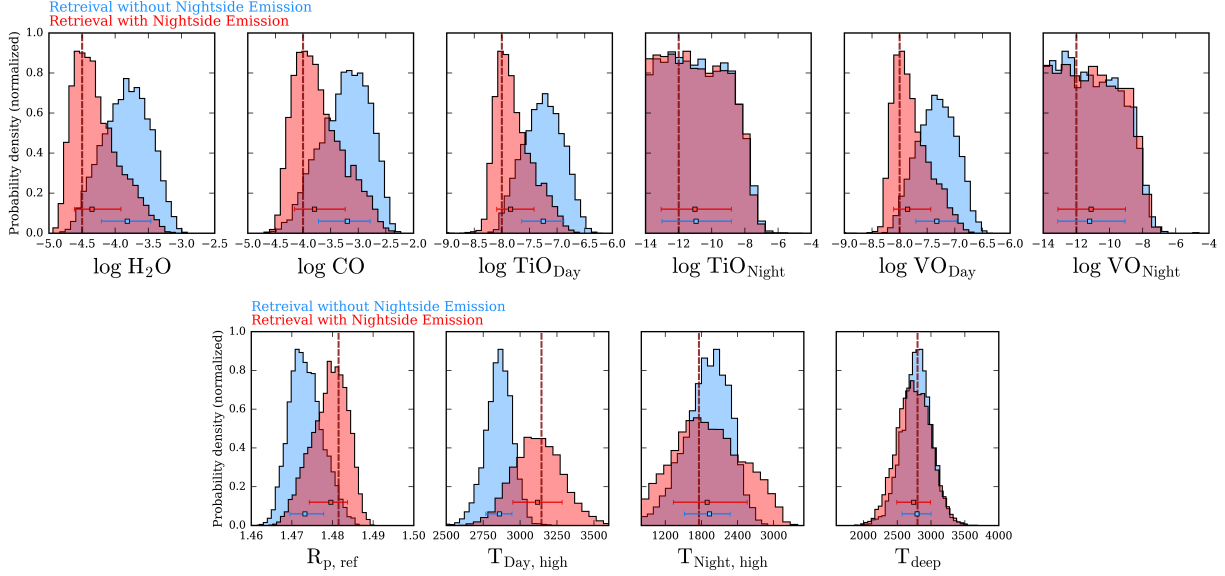 Retreival without Nightside Emission
Retrieval with Nightside Emission
Probability density (normalized)
1.0
0.8
0.6
0.4
0.2
0.0
−5.0 −4.5 −4.0 −3.5 −3.0 −2.5
log H₂O
−5.0 −4.5 −4.0 −3.5 −3.0 −2.5 −2.0
log CO
−9.0 −8.5 −8.0 −7.5 −7.0 −6.5 −6.0
log TiO_Day
−14 −12 −10 −8 −6 −4
log TiO_Night
−9.0 −8.5 −8.0 −7.5 −7.0 −6.5 −6.0
log VO_Day
−14 −12 −10 −8 −6 −4
log VO_Night
Retreival without Nightside Emission
Retrieval with Nightside Emission
Probability density (normalized)
1.0
0.8
0.6
0.4
0.2
0.0
1.46 1.47 1.48 1.49 1.50
R_p, ref
2500 2750 3000 3250 3500
T_Day, high
1200 1800 2400 3000
T_Night, high
2000 2500 3000 3500 4000
T_deep